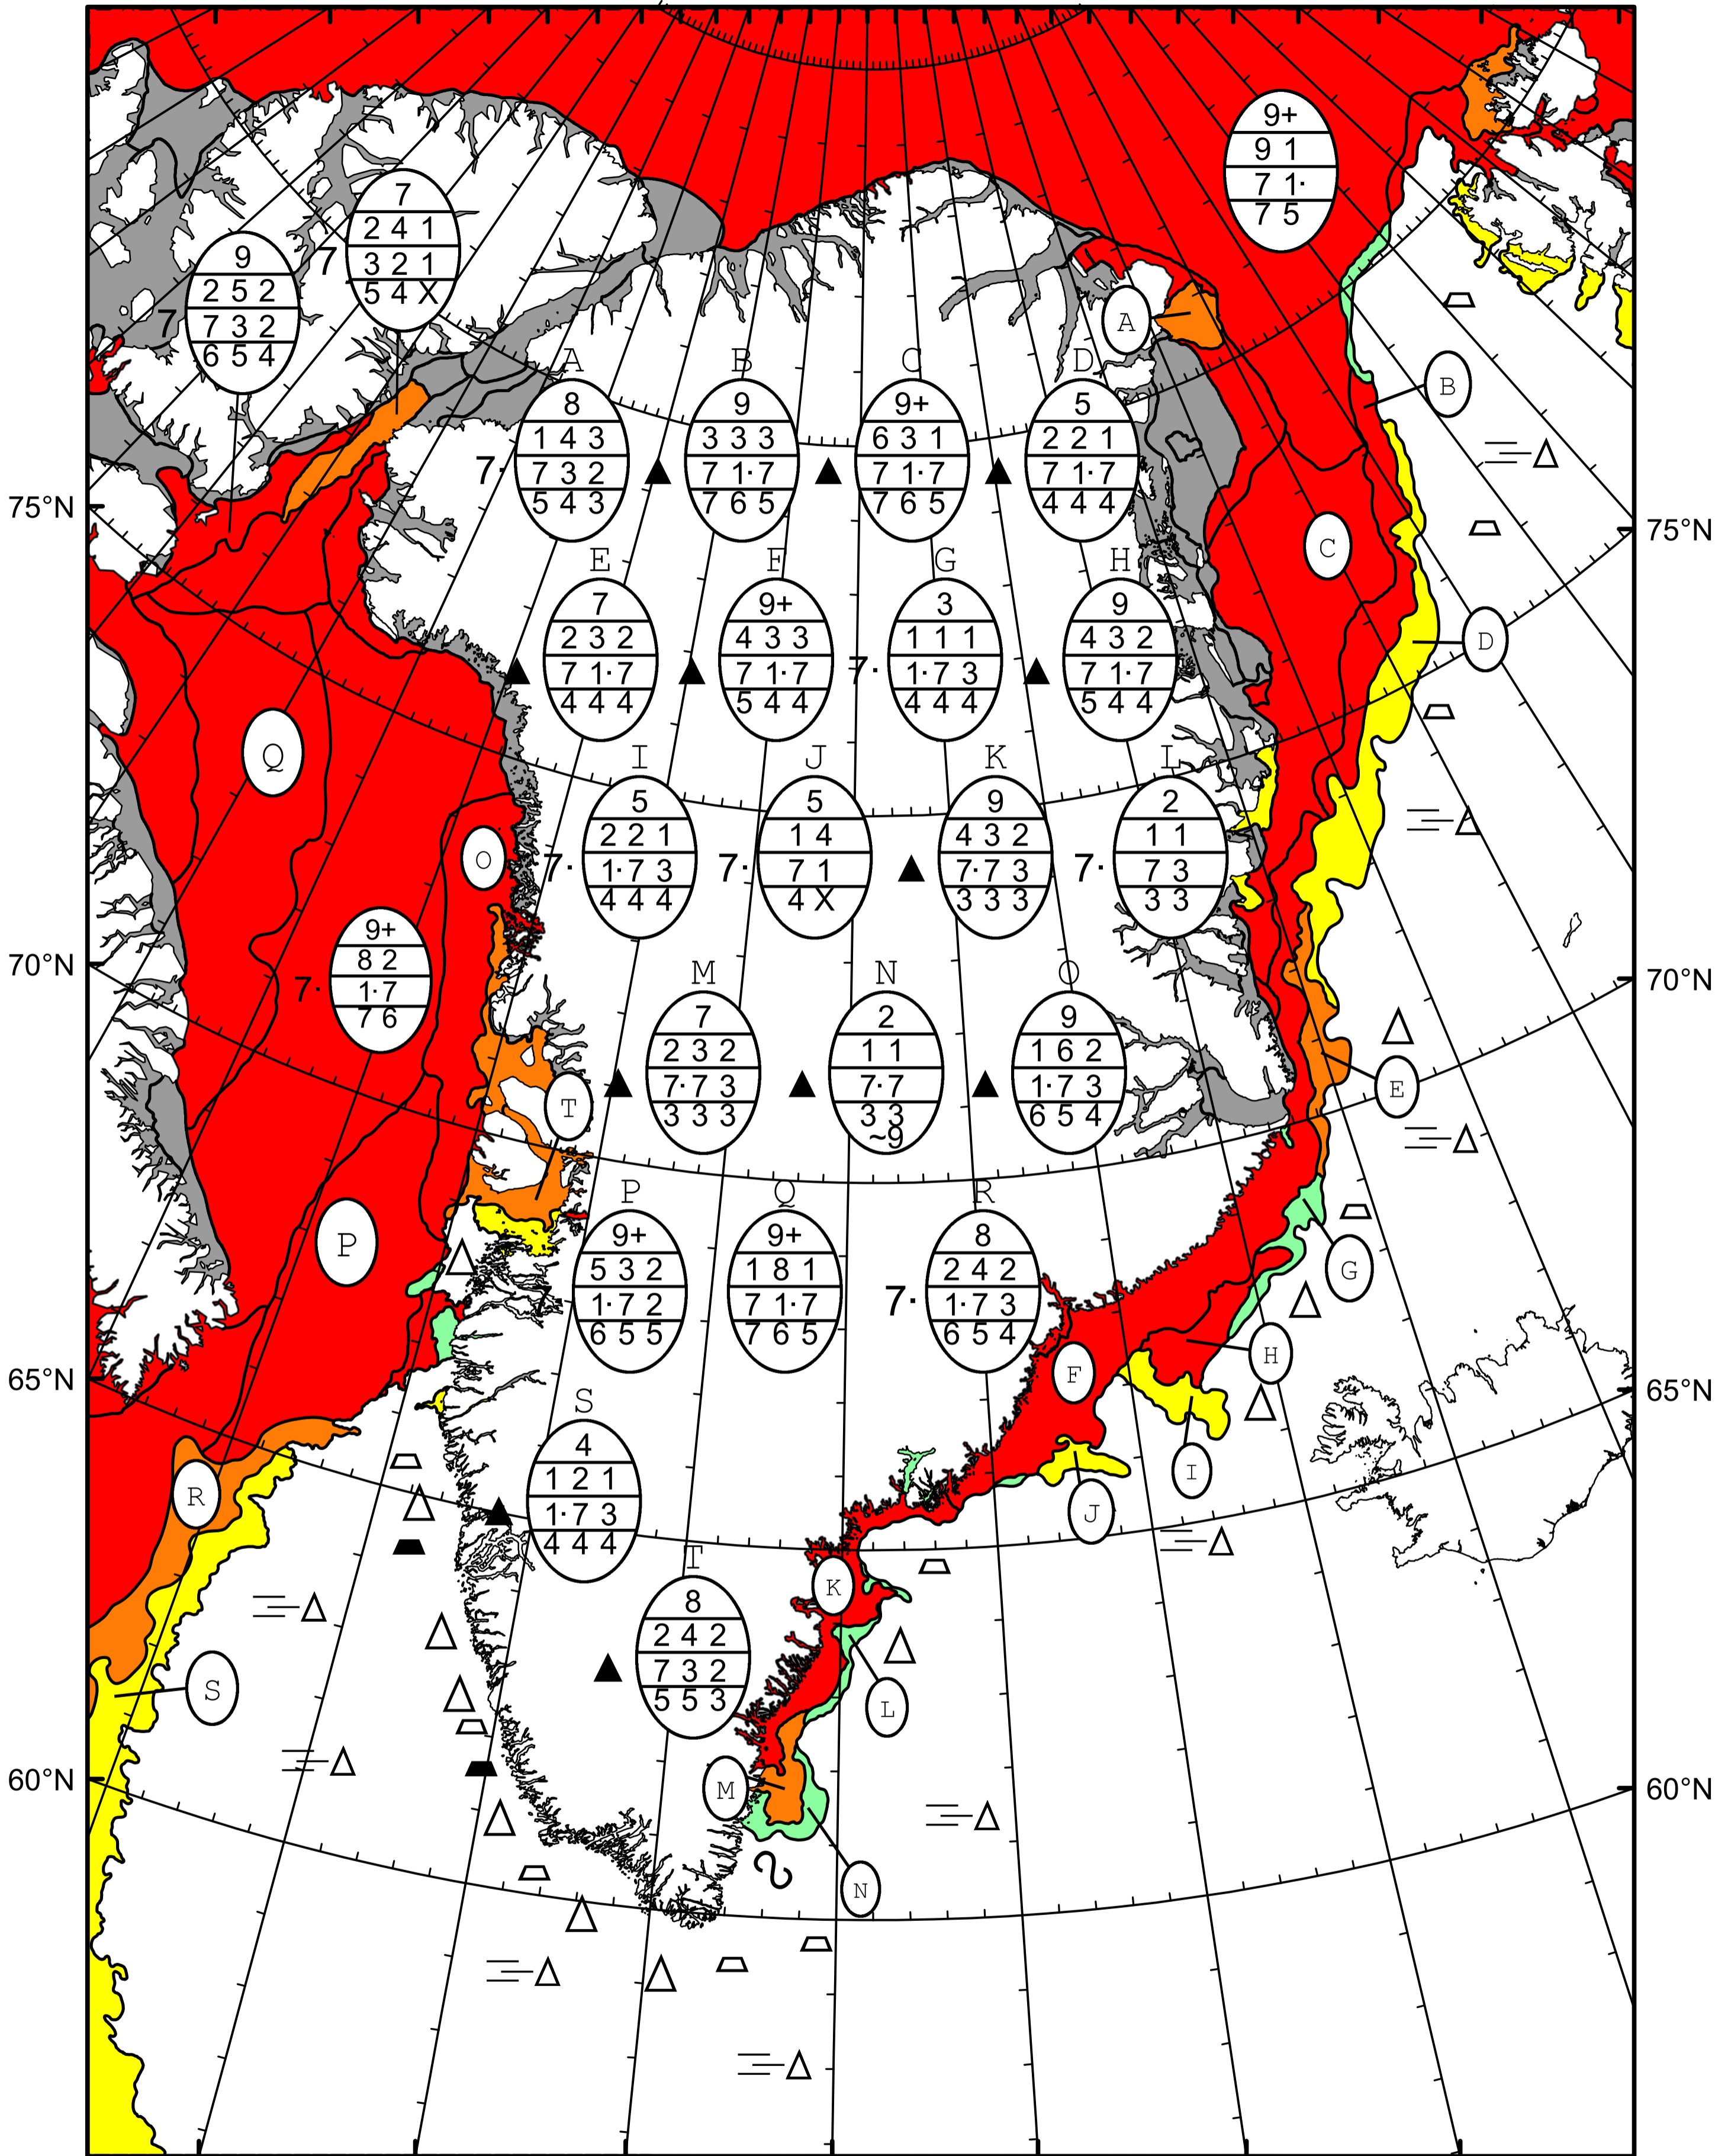 9+
9 1
7 1·
7 5
7
2 4 1
7 3 2 1
5 4 X
9
2 5 2
7 7 3 2
6 5 4
A
A B C D
8 9 9+ 5
1 4 3 3 3 3 6 3 1 2 2 1
7· 7 3 2 ▲ 7 1·7 ▲ 7 1·7 ▲ 7 1·7
5 4 3 7 6 5 7 6 5 4 4 4
B
75°N 75°N
C
E F G H
7 9+ 3 9
2 3 2 4 3 3 1 1 1 4 3 2
▲ 7 1·7 ▲ 7 1·7 7· 1·7 3 ▲ 7 1·7
4 4 4 5 4 4 4 4 4 5 4 4
D
Q
I J K L
5 5 9 2
2 2 1 1 4 4 3 2 1 1
7· 1·7 3 7· 7 1 ▲ 7·7 3 7· 7 3
4 4 4 4 X 3 3 3 3 3
O
9+
8 2
7· 1·7
7 6
70°N 70°N
M N O
7 2 9
2 3 2 1 1 1 6 2
▲ 7·7 3 ▲ 7·7 ▲ 1·7 3
3 3 3 3 3 6 5 4
~9
T
E
P Q R
9+ 9+ 8
5 3 2 1 8 1 2 4 2
7 1·7 2 7 1·7 7· 1·7 3
6 5 5 7 6 5 6 5 4
P
G
H
F
65°N 65°N
S
4
1 2 1
▲ 1·7 3
4 4 4
I
R
J
T
8
2 4 2
▲ 7 3 2
5 5 3
K
S
L
60°N 60°N
M
N